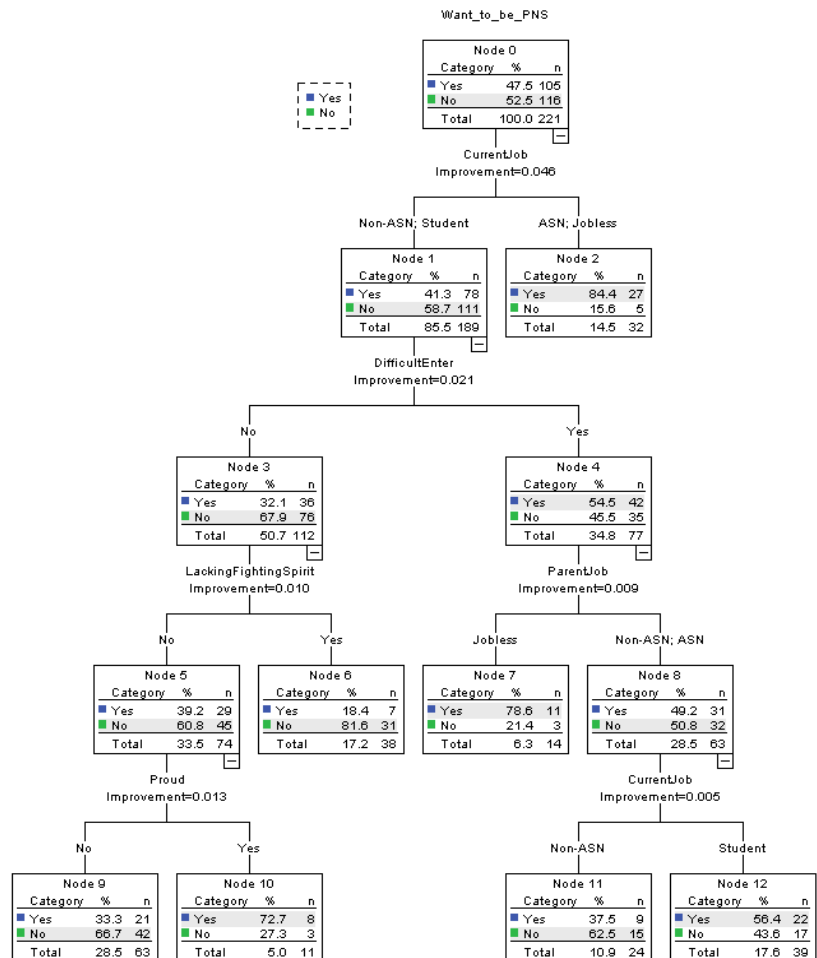 Want_to_be_PNS
Node 0
Category % n
Yes 47.5 105
No 52.5 116
Total 100.0 221
Yes
No
CurrentJob
Improvement=0.046
Non-ASN; Student
ASN; Jobless
Node 1
Category % n
Yes 41.3 78
No 58.7 111
Total 85.5 189
Node 2
Category % n
Yes 84.4 27
No 15.6 5
Total 14.5 32
DifficultEnter
Improvement=0.021
No
Yes
Node 3
Category % n
Yes 32.1 36
No 67.9 76
Total 50.7 112
Node 4
Category % n
Yes 54.5 42
No 45.5 35
Total 34.8 77
LackingFightingSpirit
Improvement=0.010
ParentJob
Improvement=0.009
No
Yes
Jobless
Non-ASN; ASN
Node 5
Category % n
Yes 39.2 29
No 60.8 45
Total 33.5 74
Node 6
Category % n
Yes 18.4 7
No 81.6 31
Total 17.2 38
Node 7
Category % n
Yes 78.6 11
No 21.4 3
Total 6.3 14
Node 8
Category % n
Yes 49.2 31
No 50.8 32
Total 28.5 63
Proud
Improvement=0.013
CurrentJob
Improvement=0.005
No
Yes
Non-ASN
Student
Node 9
Category % n
Yes 33.3 21
No 66.7 42
Total 28.5 63
Node 10
Category % n
Yes 72.7 8
No 27.3 3
Total 5.0 11
Node 11
Category % n
Yes 37.5 9
No 62.5 15
Total 10.9 24
Node 12
Category % n
Yes 56.4 22
No 43.6 17
Total 17.6 39